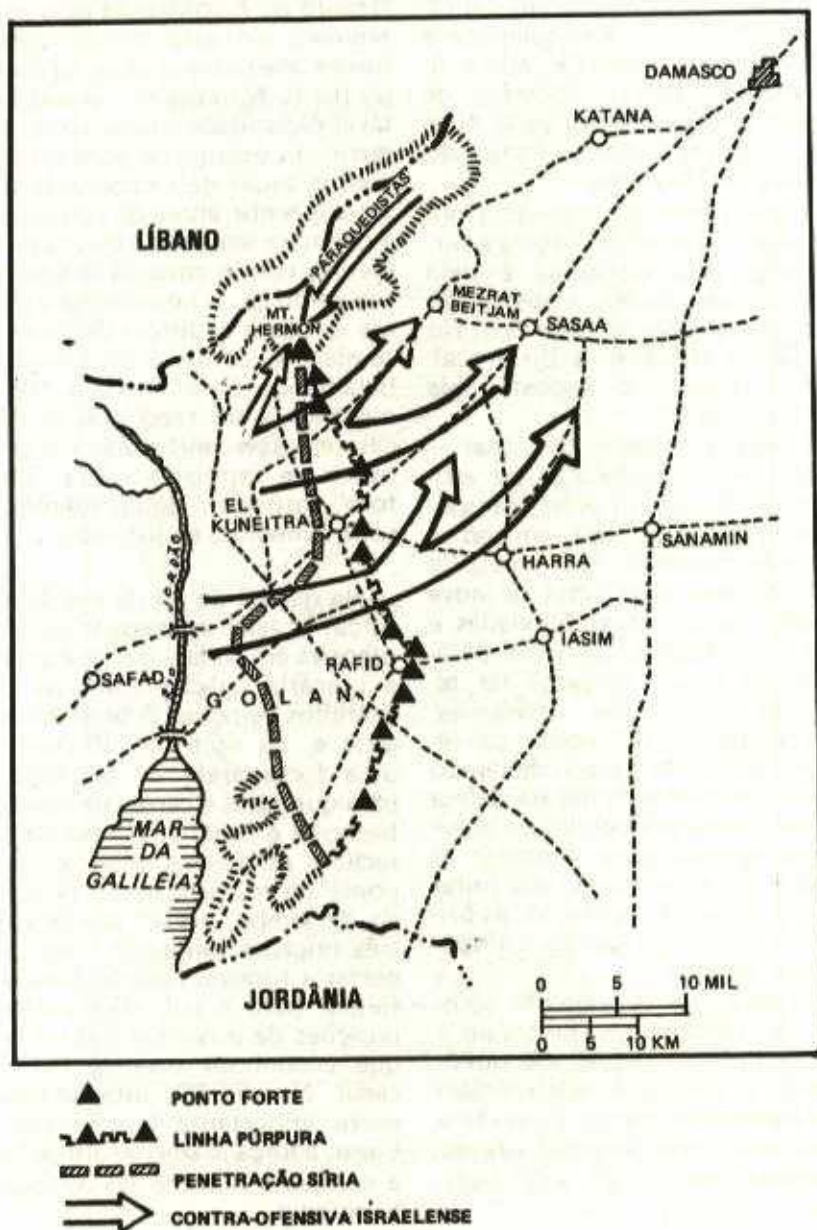 DAMASCO
KATANA
PARAQUEDISTAS
LÍBANO
MT.
HERMON
MEZRAT
BEITJAM
SASAA
EL
KUNEITRA
SANAMIN
HARRA
IASIM
RAFID
SAFAD
GOLAN
RIO
JORDÃO
MAR
DA
GALILÉIA
JORDÂNIA
0 5 10 MIL
0 5 10 KM
PONTO FORTE
LINHA PÚRPURA
PENETRAÇÃO SÍRIA
CONTRA-OFENSIVA ISRAELENSE